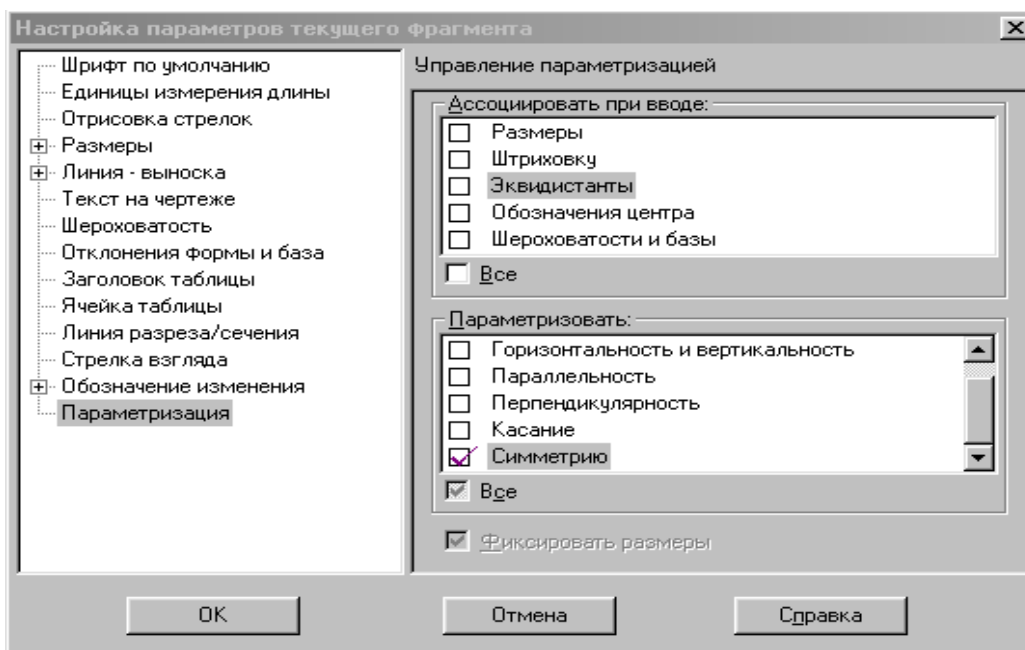 Настройка параметров текущего фрагмента
Шрифт по умолчанию
Единицы измерения длины
Отрисовка стрелок
Размеры
Линия - выноска
Текст на чертеже
Шероховатость
Отклонения формы и база
Заголовок таблицы
Ячейка таблицы
Линия разреза/сечения
Стрелка взгляда
Обозначение изменения
Параметризация
Управление параметризацией
Ассоциировать при вводе:
Размеры
Штриховку
Эквидистанты
Обозначения центра
Шероховатости и базы
Все
Параметризовать:
Горизонтальность и вертикальность
Параллельность
Перпендикулярность
Касание
Симметрию
Все
Фиксировать размеры
OK
Отмена
Справка